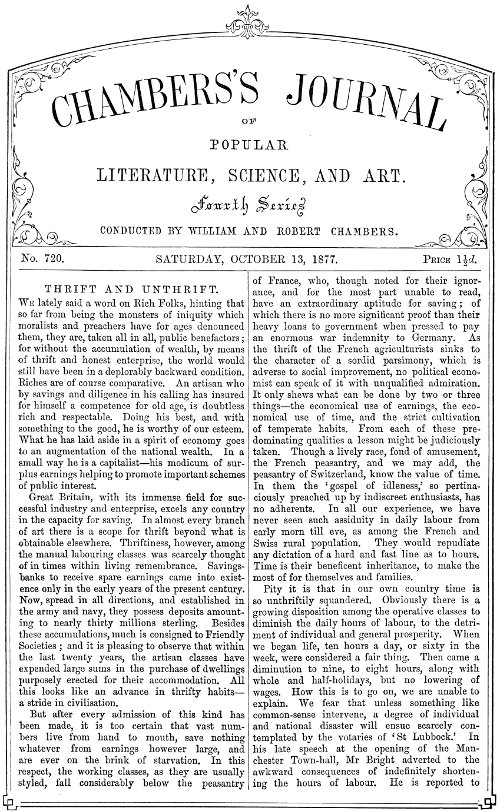 CHAMBERS'S JOURNAL
OF
POPULAR
LITERATURE, SCIENCE, AND ART.
Fourth Series
CONDUCTED BY WILLIAM AND ROBERT CHAMBERS.
No. 720. SATURDAY, OCTOBER 13, 1877. PRICE 1½d.
THRIFT AND UNTHRIFT.
WE lately said a word on Rich Folks, hinting that
so far from being the monsters of iniquity which
moralists and preachers have for ages denounced
them, they are, taken all in all, public benefactors;
for without the accumulation of wealth, by means
of thrift and honest enterprise, the world would
still have been in a deplorably backward condition.
Riches are of course comparative. An artisan who
by savings and diligence in his calling has insured
for himself a competence for old age, is doubtless
rich and respectable. Doing his best, and with
something to the good, he is worthy of our esteem.
What he has laid aside in a spirit of economy goes
to an augmentation of the national wealth. In a
small way he is a capitalist—his modicum of sur-
plus earnings helping to promote important schemes
of public interest.
Great Britain, with its immense field for suc-
cessful industry and enterprise, excels any country
in the capacity for saving. In almost every branch
of art there is a scope for thrift beyond what is
obtainable elsewhere. Thriftiness, however, among
the manual labouring classes was scarcely thought
of in times within living remembrance. Savings-
banks to receive spare earnings came into exist-
ence only in the early years of the present century.
Now, spread in all directions, and established in
the army and navy, they possess deposits amount-
ing to nearly thirty millions sterling. Besides
these accumulations, much is consigned to Friendly
Societies; and it is pleasing to observe that within
the last twenty years, the artisan classes have
expended large sums in the purchase of dwellings
purposely erected for their accommodation. All
this looks like an advance in thrifty habits—
a stride in civilisation.
But after every admission of this kind has
been made, it is too certain that vast num-
bers live from hand to mouth, save nothing
whatever from earnings however large, and
are ever on the brink of starvation. In this
respect, the working classes, as they are usually
styled, fall considerably below the peasantry
of France, who, though noted for their ignor-
ance, and for the most part unable to read,
have an extraordinary aptitude for saving; of
which there is no more significant proof than their
heavy loans to government when pressed to pay
an enormous war indemnity to Germany. As
the thrift of the French agriculturists sinks to
the character of a sordid parsimony, which is
adverse to social improvement, no political econo-
mist can speak of it with unqualified admiration.
It only shews what can be done by two or three
things—the economical use of earnings, the eco-
nomical use of time, and the strict cultivation
of temperate habits. From each of these pre-
dominating qualities a lesson might be judiciously
taken. Though a lively race, fond of amusement,
the French peasantry, and we may add, the
peasantry of Switzerland, know the value of time.
In them the 'gospel of idleness,' so pertina-
ciously preached up by indiscreet enthusiasts, has
no adherents. In all our experience, we have
never seen such assiduity in daily labour from
early morn till eve, as among the French and
Swiss rural population. They would repudiate
any dictation of a hard and fast line as to hours.
Time is their beneficent inheritance, to make the
most of for themselves and families.
Pity it is that in our own country time is
so unthriftily squandered. Obviously there is a
growing disposition among the operative classes to
diminish the daily hours of labour, to the detri-
ment of individual and general prosperity. When
we began life, ten hours a day, or sixty in the
week, were considered a fair thing. Then came a
diminution to nine, to eight hours, along with
whole and half-holidays, but no lowering of
wages. How this is to go on, we are unable to
explain. We fear that unless something like
common-sense intervene, a degree of individual
and national disaster will ensue scarcely con-
templated by the votaries of 'St Lubbock.' In
his late speech at the opening of the Man-
chester Town-hall, Mr Bright adverted to the
awkward consequences of indefinitely shorten-
ing the hours of labour. He is reported to